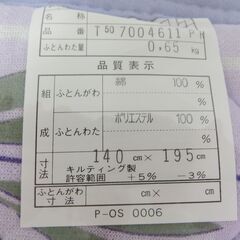 名称
品番 T50 7004611 PH
ふとんわた量 0.65 kg
品質表示
組成 ふとんがわ 綿 100 %
ふとんわた ポリエステル 100 %
寸法 140 cm× 195 cm
キルティング製
許容範囲 +5% −3%
ふとんがわ寸法 cm× cm
P-OS 0006